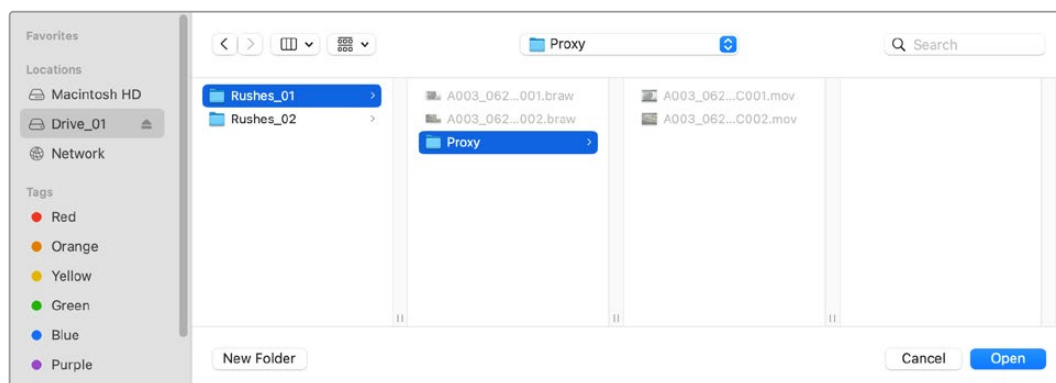 Favorites
Locations
Macintosh HD
Drive_01
Network
Tags
Red
Orange
Yellow
Green
Blue
Purple
Proxy
Search
Rushes_01
Rushes_02
A003_062...001.braw
A003_062...002.braw
Proxy
A003_062...C001.mov
A003_062...C002.mov
New Folder
Cancel
Open